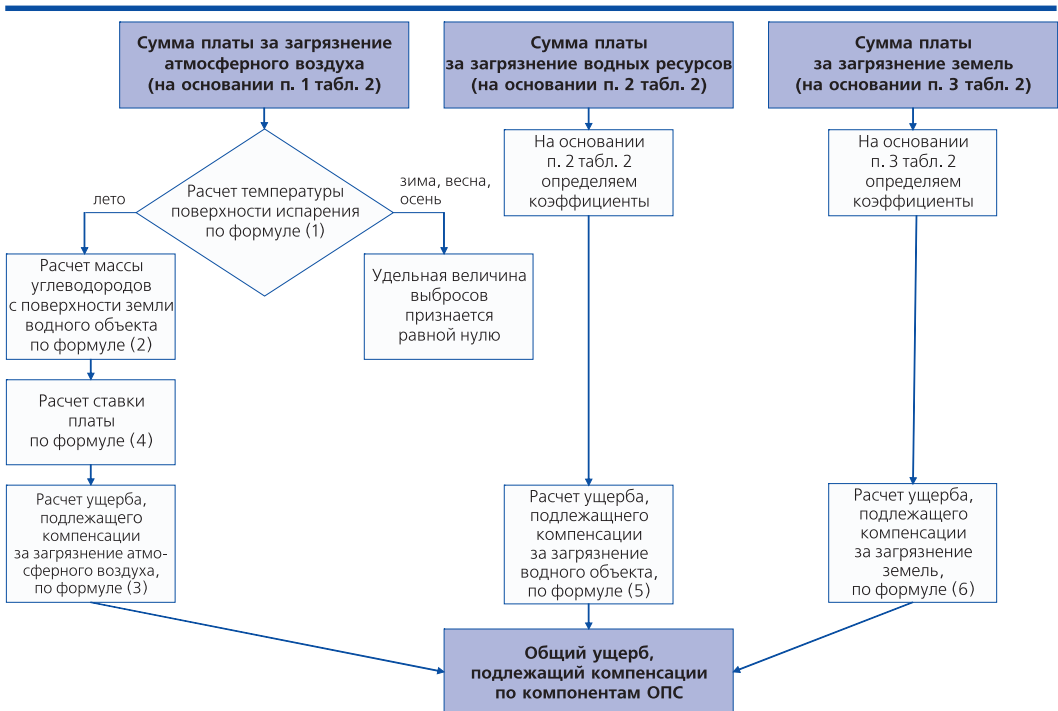 Сумма платы за загрязнение
атмосферного воздуха
(на основании п. 1 табл. 2)
Сумма платы
за загрязнение водных ресурсов
(на основании п. 2 табл. 2)
Сумма платы
за загрязнение земель
(на основании п. 3 табл. 2)
Расчет температуры
поверхности испарения
по формуле (1)
лето
зима, весна,
осень
На основании
п. 2 табл. 2
определяем
коэффициенты
На основании
п. 3 табл. 2
определяем
коэффициенты
Расчет массы
углеводородов
с поверхности земли
водного объекта
по формуле (2)
Удельная величина
выбросов
признается
равной нулю
Расчет ставки
платы
по формуле (4)
Расчет ущерба,
подлежащего
компенсации
за загрязнение атмо-
сферного воздуха,
по формуле (3)
Расчет ущерба,
подлежащнего
компенсации
за загрязнение
водного объекта,
по формуле (5)
Расчет ущерба,
подлежащего
компенсации
за загрязнение
земель,
по формуле (6)
Общий ущерб,
подлежащий компенсации
по компонентам ОПС